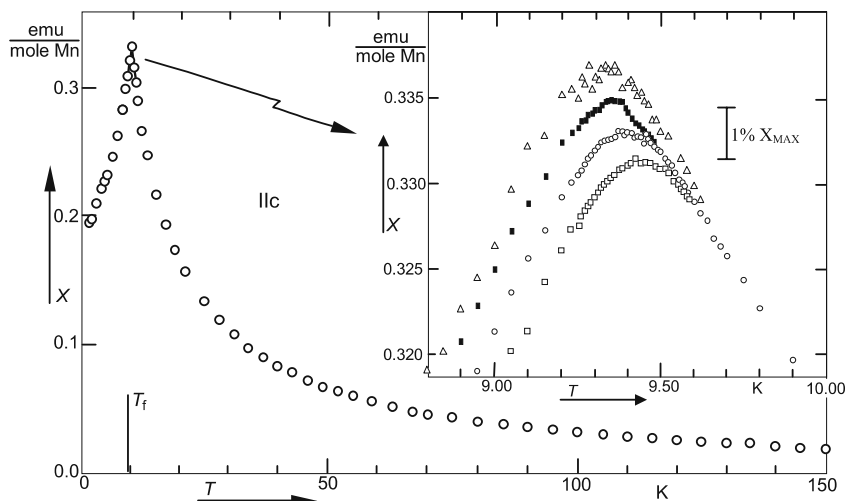 emu
mole Mn
0.3
0.2
0.1
0.0
X
IIc
T_f
0
50
100
150
T
K
emu
mole Mn
0.335
0.330
0.325
0.320
X
1% X_MAX
9.00
9.50
10.00
T
K